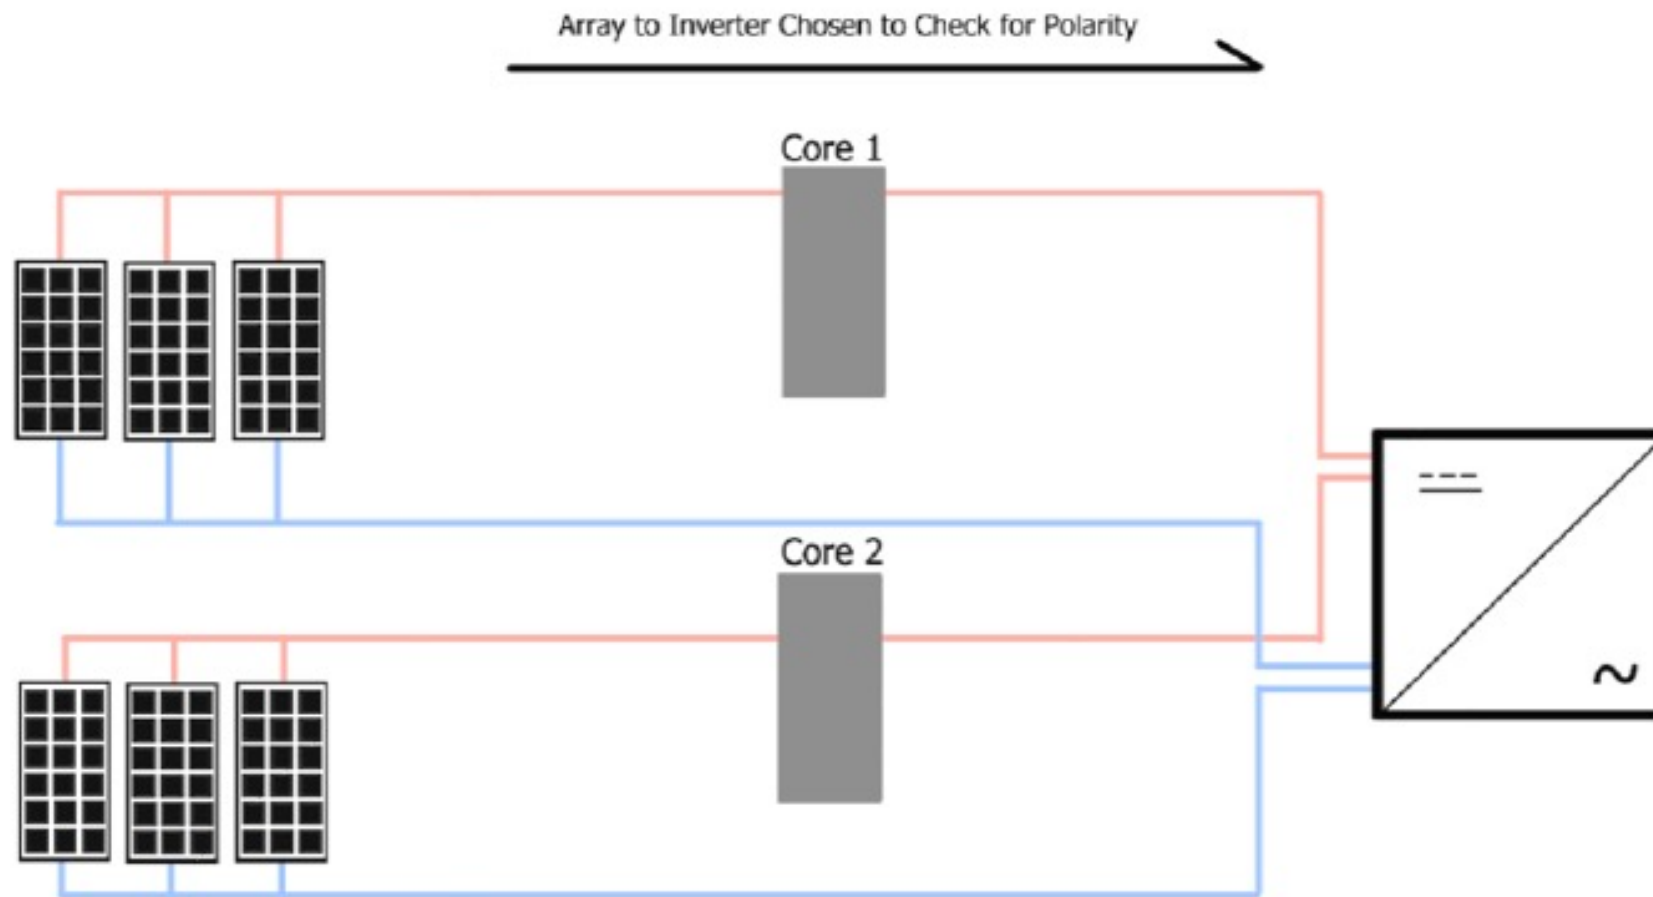 Array to Inverter Chosen to Check for Polarity
Core 1
Core 2
~